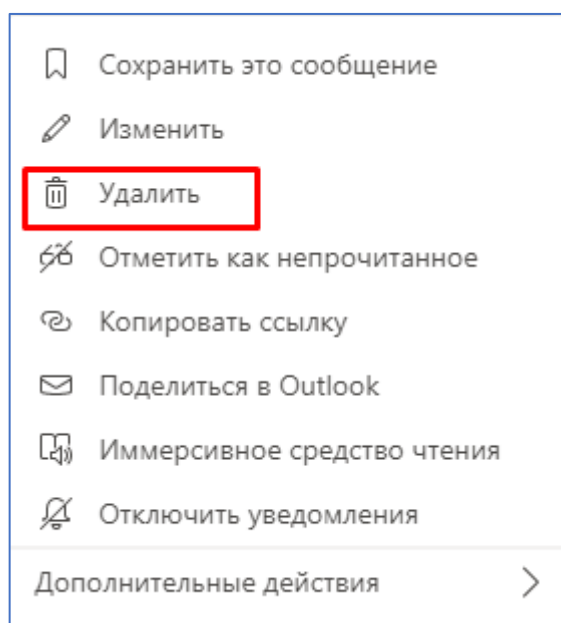 Сохранить это сообщение
Изменить
Удалить
Отметить как непрочитанное
Копировать ссылку
Поделиться в Outlook
Иммерсивное средство чтения
Отключить уведомления
Дополнительные действия